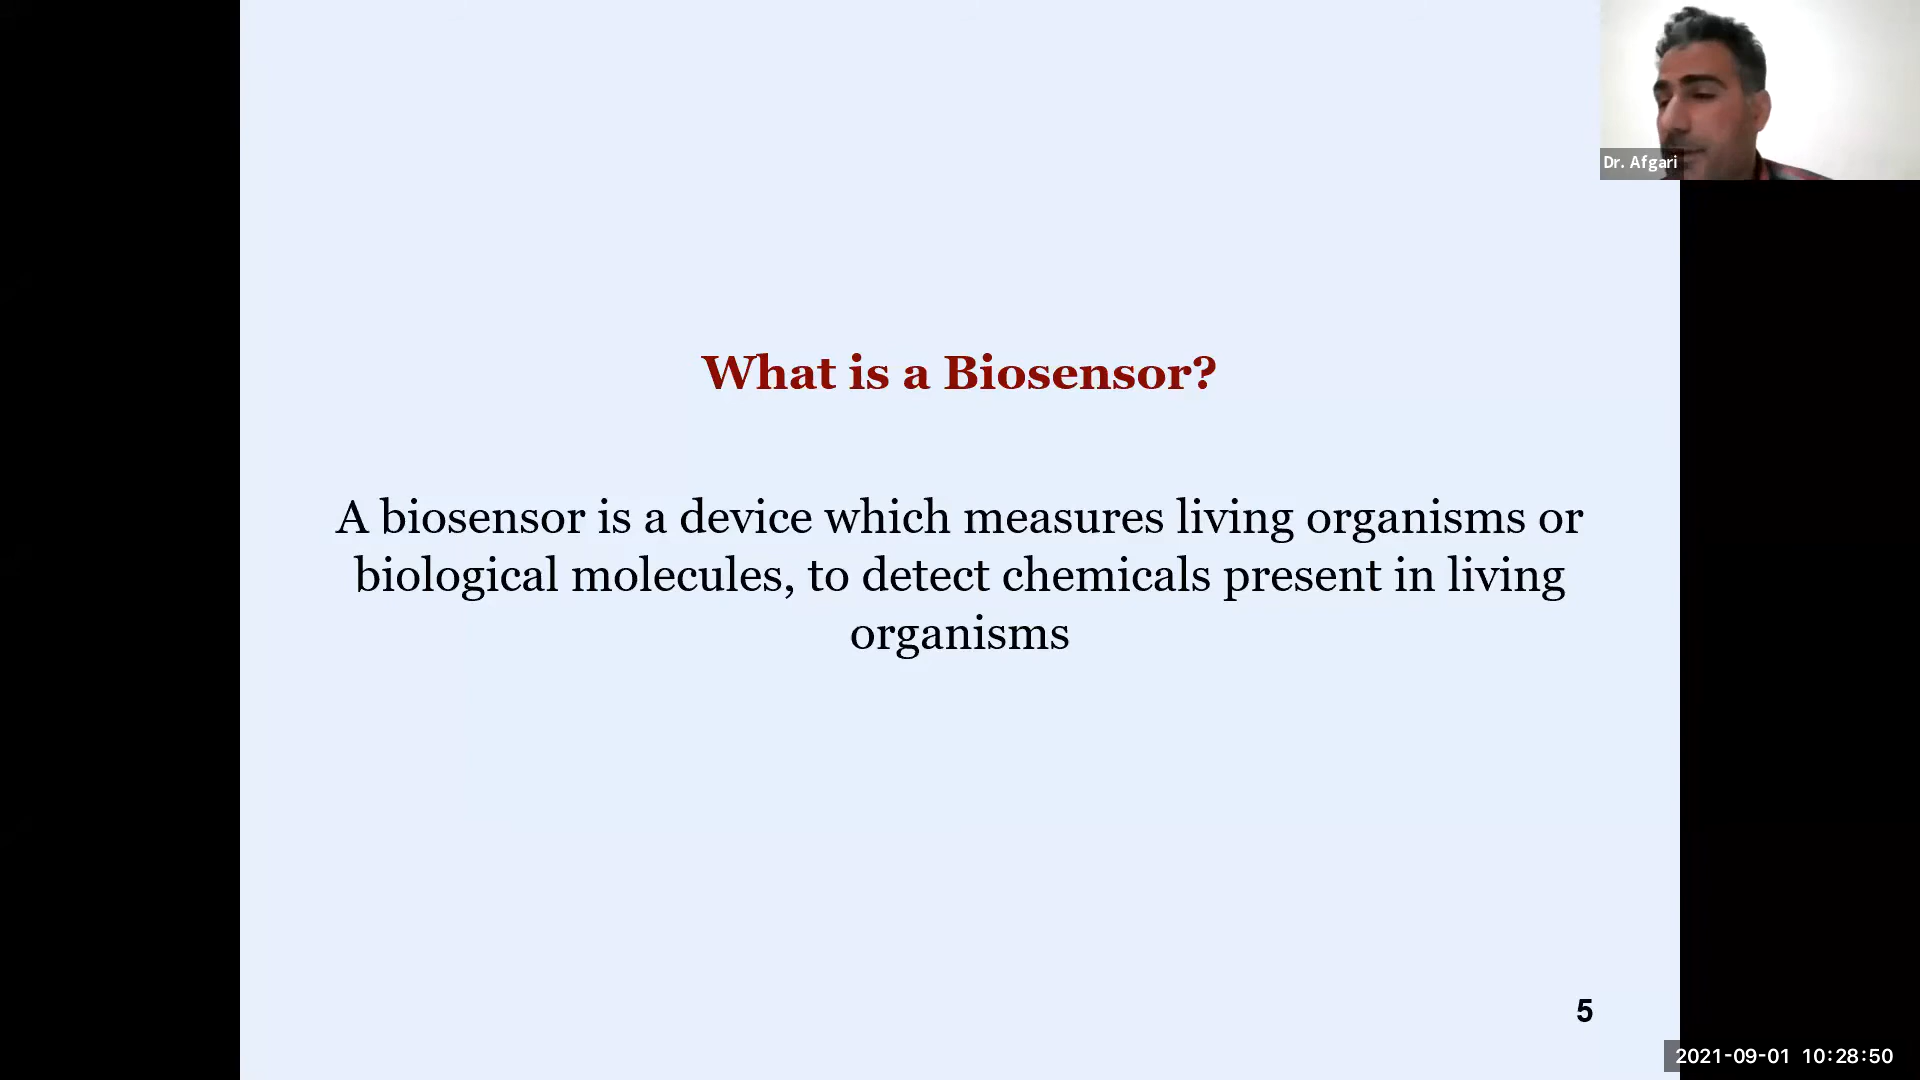 Dr. Afgari
What is a Biosensor?
A biosensor is a device which measures living organisms or
biological molecules, to detect chemicals present in living
organisms
5
2021-09-01 10:28:50